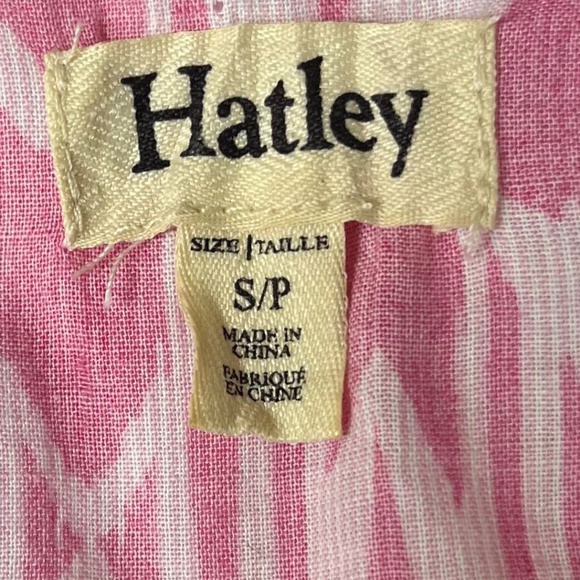 Hatley
SIZE | TAILLE
S/P
MADE IN
CHINA
FABRIQUÉ
EN CHINE